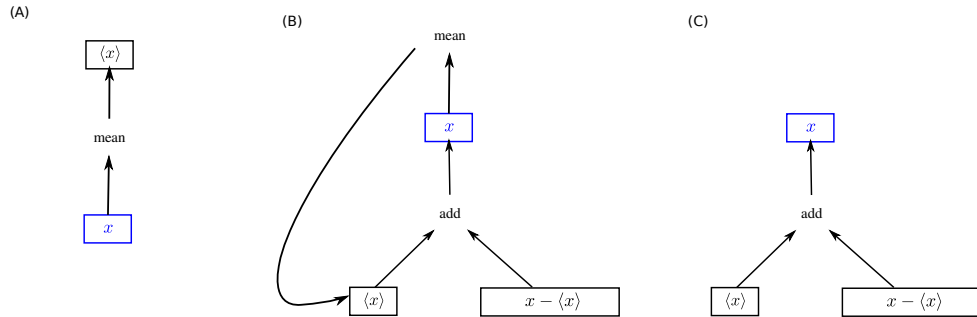 (A)
⟨x⟩
mean
x
(B)
mean
x
add
⟨x⟩
x − ⟨x⟩
(C)
x
add
⟨x⟩
x − ⟨x⟩